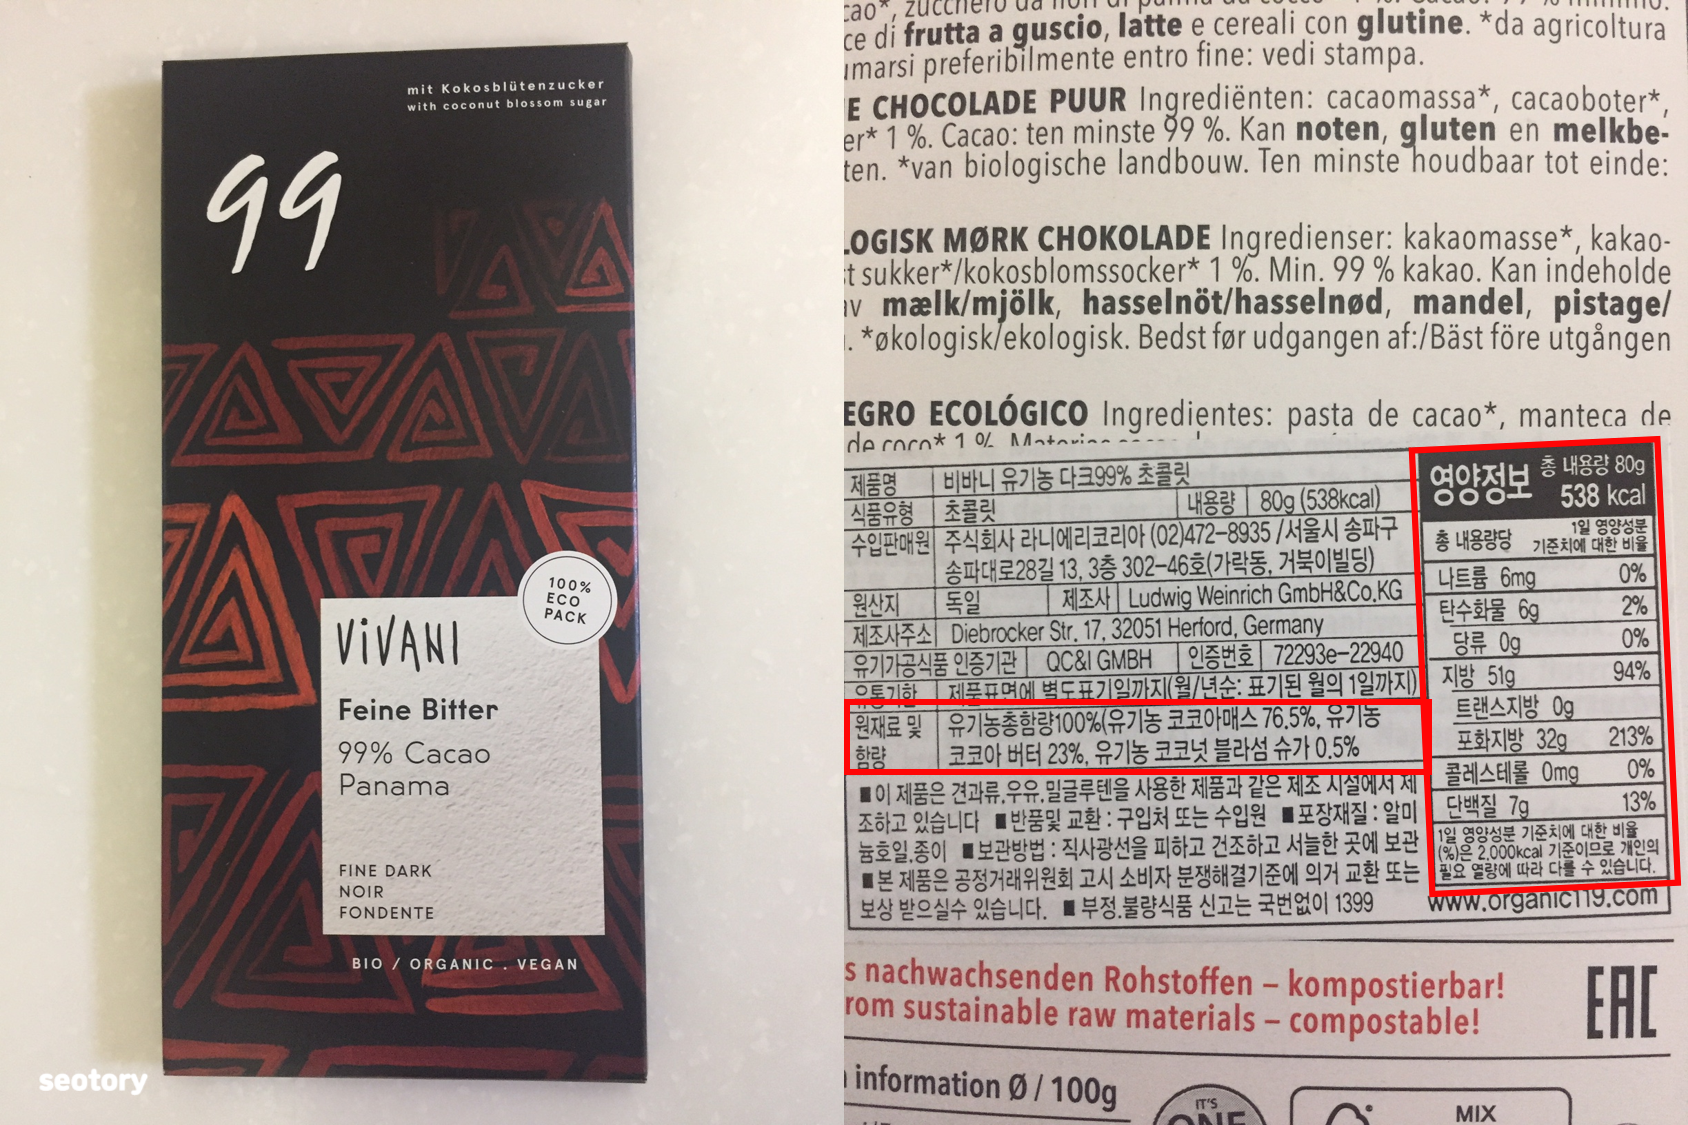 mit Kokosblütenzucker
with coconut blossom sugar
99
100%
ECO
PACK
ViVANI
Feine Bitter
99% Cacao
Panama
FINE DARK
NOIR
FONDENTE
BIO / ORGANIC . VEGAN
seotory
cao*, zucchero da fiori di palma da cocco* 1 %. Cacao: 99 % minimo.
ce di frutta a guscio, latte e cereali con glutine. *da agricoltura
umarsi preferibilmente entro fine: vedi stampa.
E CHOCOLADE PUUR Ingrediënten: cacaomassa*, cacaoboter*,
er* 1 %. Cacao: ten minste 99 %. Kan noten, gluten en melkbe-
ten. *van biologische landbouw. Ten minste houdbaar tot einde:
LOGISK MØRK CHOKOLADE Ingredienser: kakaomasse*, kakao-
t sukker*/kokosblomssocker* 1 %. Min. 99 % kakao. Kan indeholde
av mælk/mjölk, hasselnöt/hasselnød, mandel, pistage/
. *økologisk/ekologisk. Bedst før udgangen af:/Bäst före utgången
EGRO ECOLÓGICO Ingredientes: pasta de cacao*, manteca de
de coco* 1 %.
제품명 비바니 유기농 다크99% 초콜릿
식품유형 초콜릿 내용량 80g (538kcal)
수입판매원 주식회사 라니에리코리아 (02)472-8935 /서울시 송파구
송파대로28길 13, 3층 302-46호(가락동, 거북이빌딩)
원산지 독일 제조사 Ludwig Weinrich GmbH&Co.KG
제조사주소 Diebrocker Str. 17, 32051 Herford, Germany
유기가공식품 인증기관 QC&I GMBH 인증번호 72293e-22940
유통기한 제품표면에 별도표기일까지(월/년순: 표기된 월의 1일까지)
원재료 및 유기농총함량100%(유기농 코코아매스 76.5%, 유기농
함량 코코아 버터 23%, 유기농 코코넛 블라섬 슈가 0.5%
■이 제품은 견과류,우유,밀글루텐을 사용한 제품과 같은 제조 시설에서 제
조하고 있습니다 ■반품및 교환 : 구입처 또는 수입원 ■포장재질 : 알미
늄호일,종이 ■보관방법 : 직사광선을 피하고 건조하고 서늘한 곳에 보관
■본 제품은 공정거래위원회 고시 소비자 분쟁해결기준에 의거 교환 또는
보상 받으실수 있습니다. ■ 부정.불량식품 신고는 국번없이 1399
영양정보 총 내용량 80g
538 kcal
총 내용량당 1일 영양성분
기준치에 대한 비율
나트륨 6mg 0%
탄수화물 6g 2%
당류 0g 0%
지방 51g 94%
트랜스지방 0g
포화지방 32g 213%
콜레스테롤 0mg 0%
단백질 7g 13%
1일 영양성분 기준치에 대한 비율
(%)은 2,000kcal 기준이므로 개인의
필요 열량에 따라 다를 수 있습니다.
www.organic119.com
s nachwachsenden Rohstoffen – kompostierbar!
rom sustainable raw materials – compostable!
EAC
information Ø / 100g
IT'S
ONE
MIX